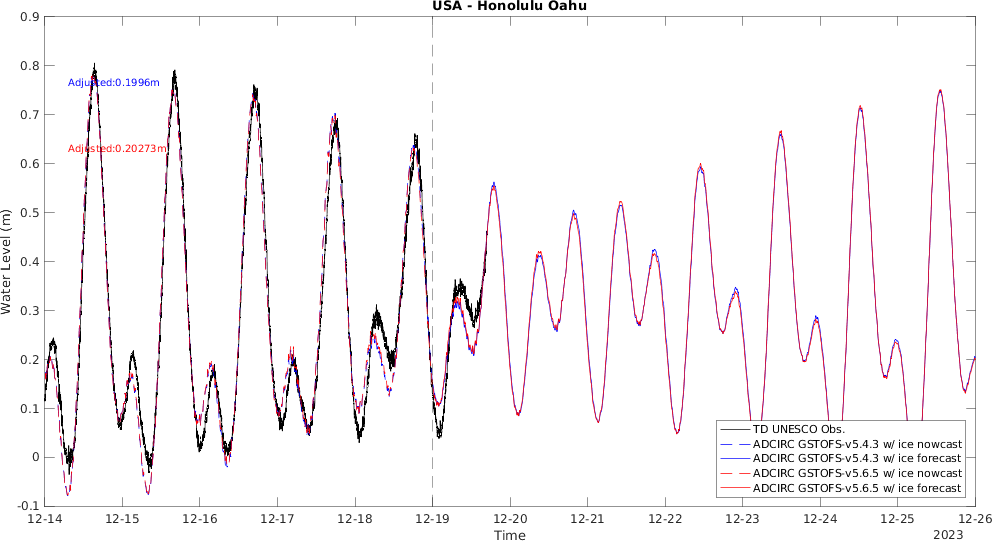 USA - Honolulu Oahu
0.9
0.8
0.7
0.6
0.5
0.4
0.3
0.2
0.1
0
-0.1
Water Level (m)
Adjusted:0.1996m
Adjusted:0.20273m
TD UNESCO Obs.
ADCIRC GSTOFS-v5.4.3 w/ ice nowcast
ADCIRC GSTOFS-v5.4.3 w/ ice forecast
ADCIRC GSTOFS-v5.6.5 w/ ice nowcast
ADCIRC GSTOFS-v5.6.5 w/ ice forecast
12-14 12-15 12-16 12-17 12-18 12-19 12-20 12-21 12-22 12-23 12-24 12-25 12-26
Time
2023